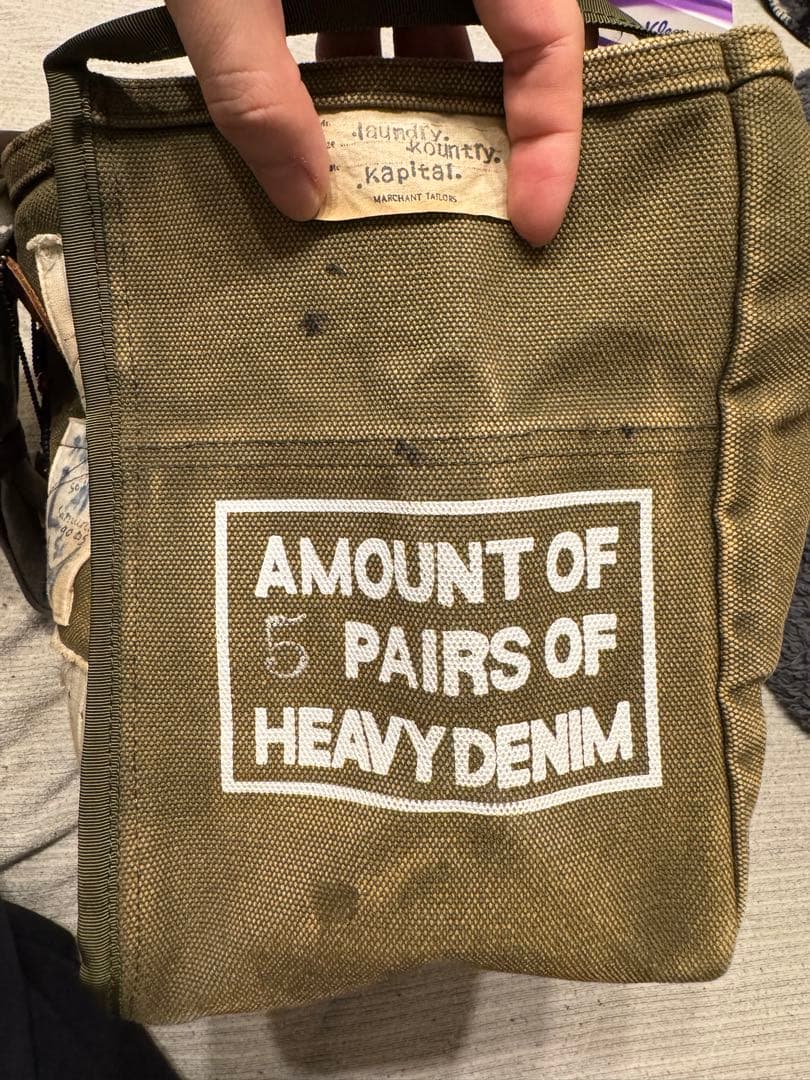 .laundry.
.kountry.
.kapital.
MARCHANT TAILORS
AMOUNT OF
5 PAIRS OF
HEAVY DENIM